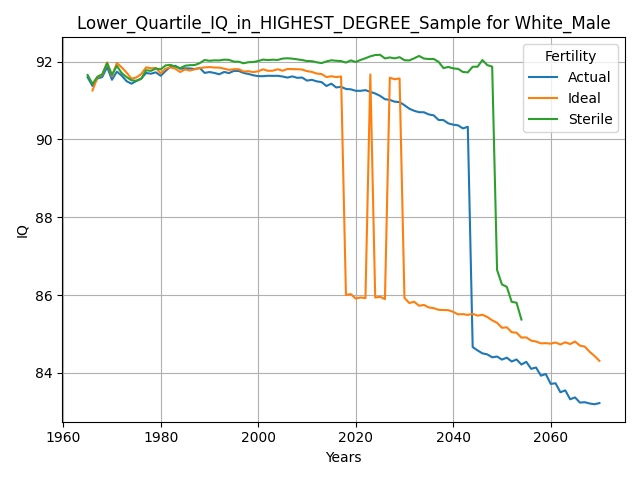 Lower_Quartile_IQ_in_HIGHEST_DEGREE_Sample for White_Male
Fertility
Actual
Ideal
Sterile
IQ
92
90
88
86
84
1960
1980
2000
2020
2040
2060
Years